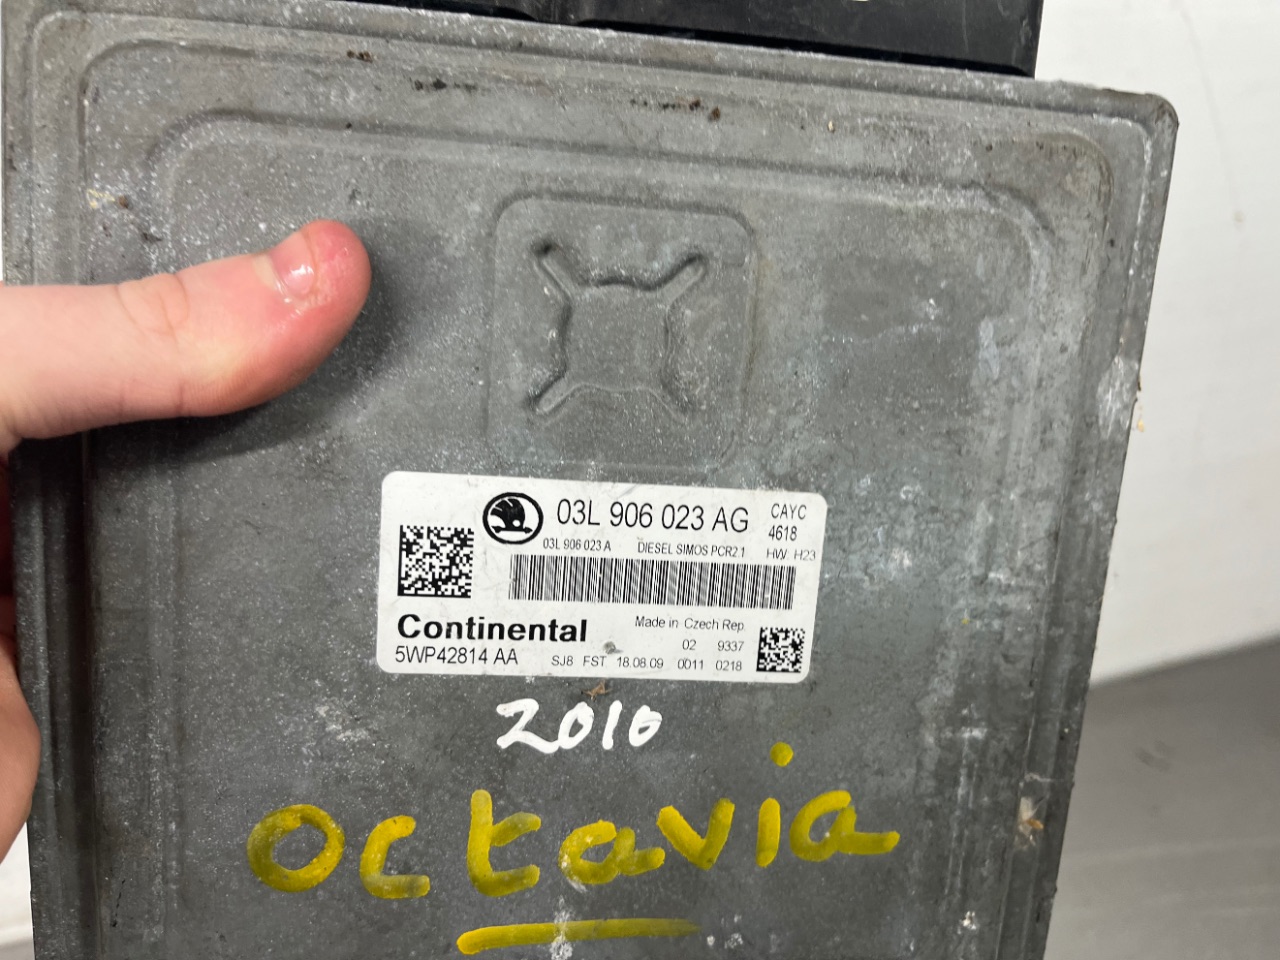 03L 906 023 AG CAYC
4618
03L 906 023 A DIESEL SIMOS PCR2.1 HW H23
Continental Made in Czech Rep.
02 9337
5WP42814 AA SJ8 FST 18.08.09 0011 0218
2010
octavia